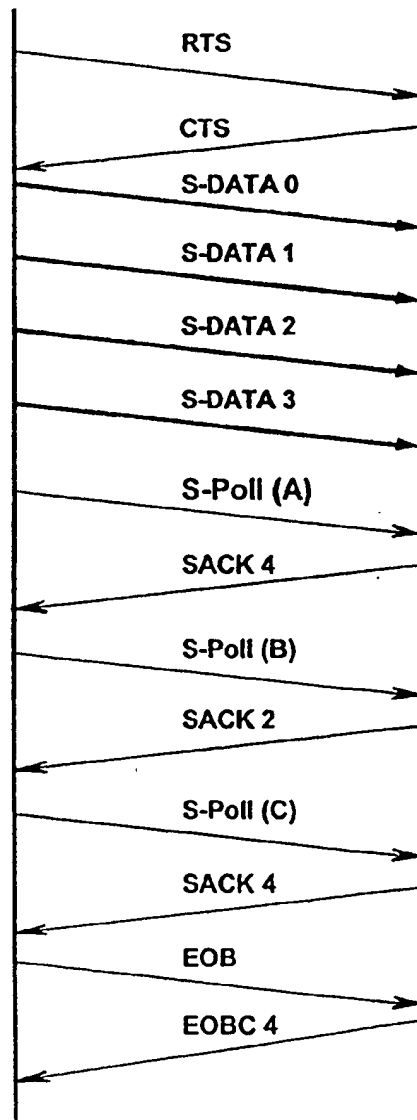 RTS
CTS
S-DATA 0
S-DATA 1
S-DATA 2
S-DATA 3
S-Poll (A)
SACK 4
S-Poll (B)
SACK 2
S-Poll (C)
SACK 4
EOB
EOBC 4